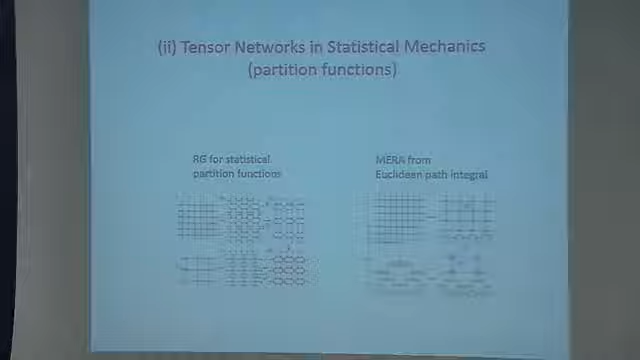 (ii) Tensor Networks in Statistical Mechanics
(partition functions)
RG for statistical
partition functions
MERA from
Euclidean path integral